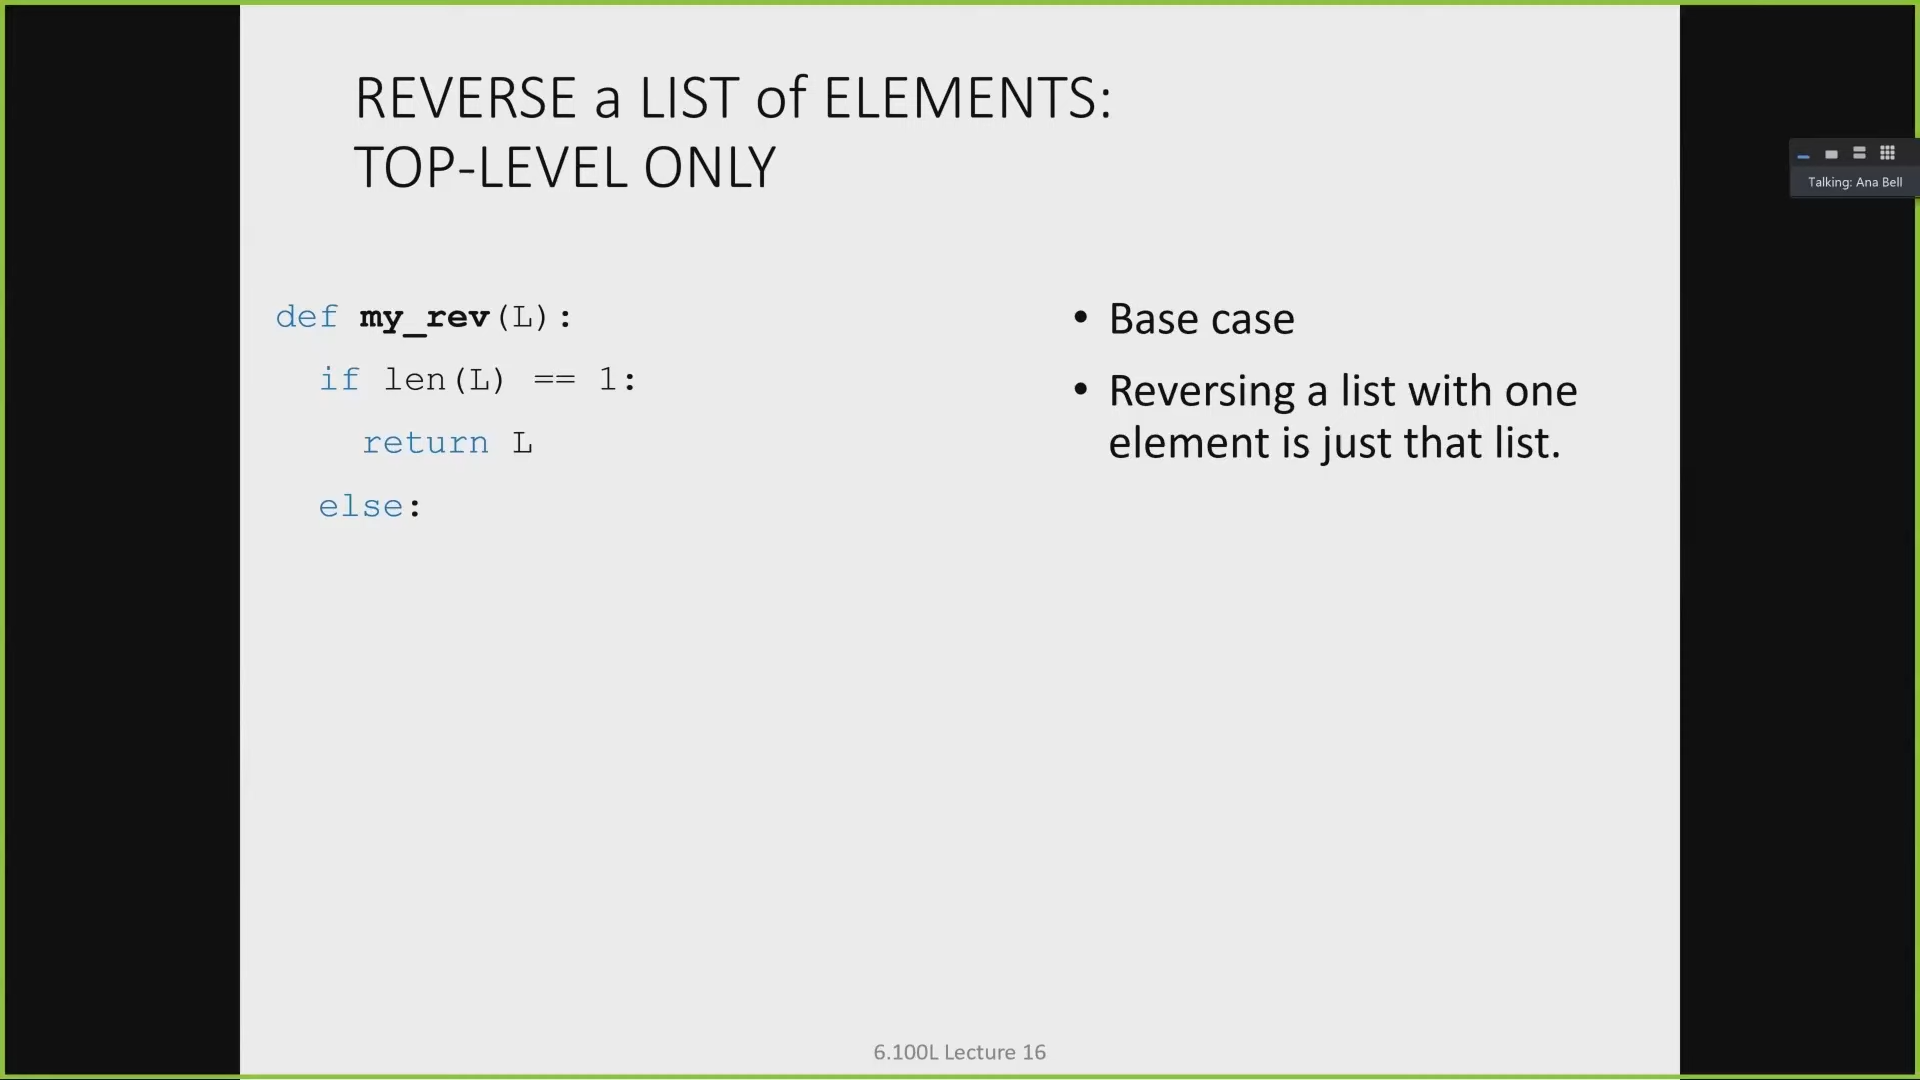 REVERSE a LIST of ELEMENTS:
TOP-LEVEL ONLY
Talking: Ana Bell
def my_rev(L):
if len(L) == 1:
return L
else:
• Base case
• Reversing a list with one
element is just that list.
6.100L Lecture 16